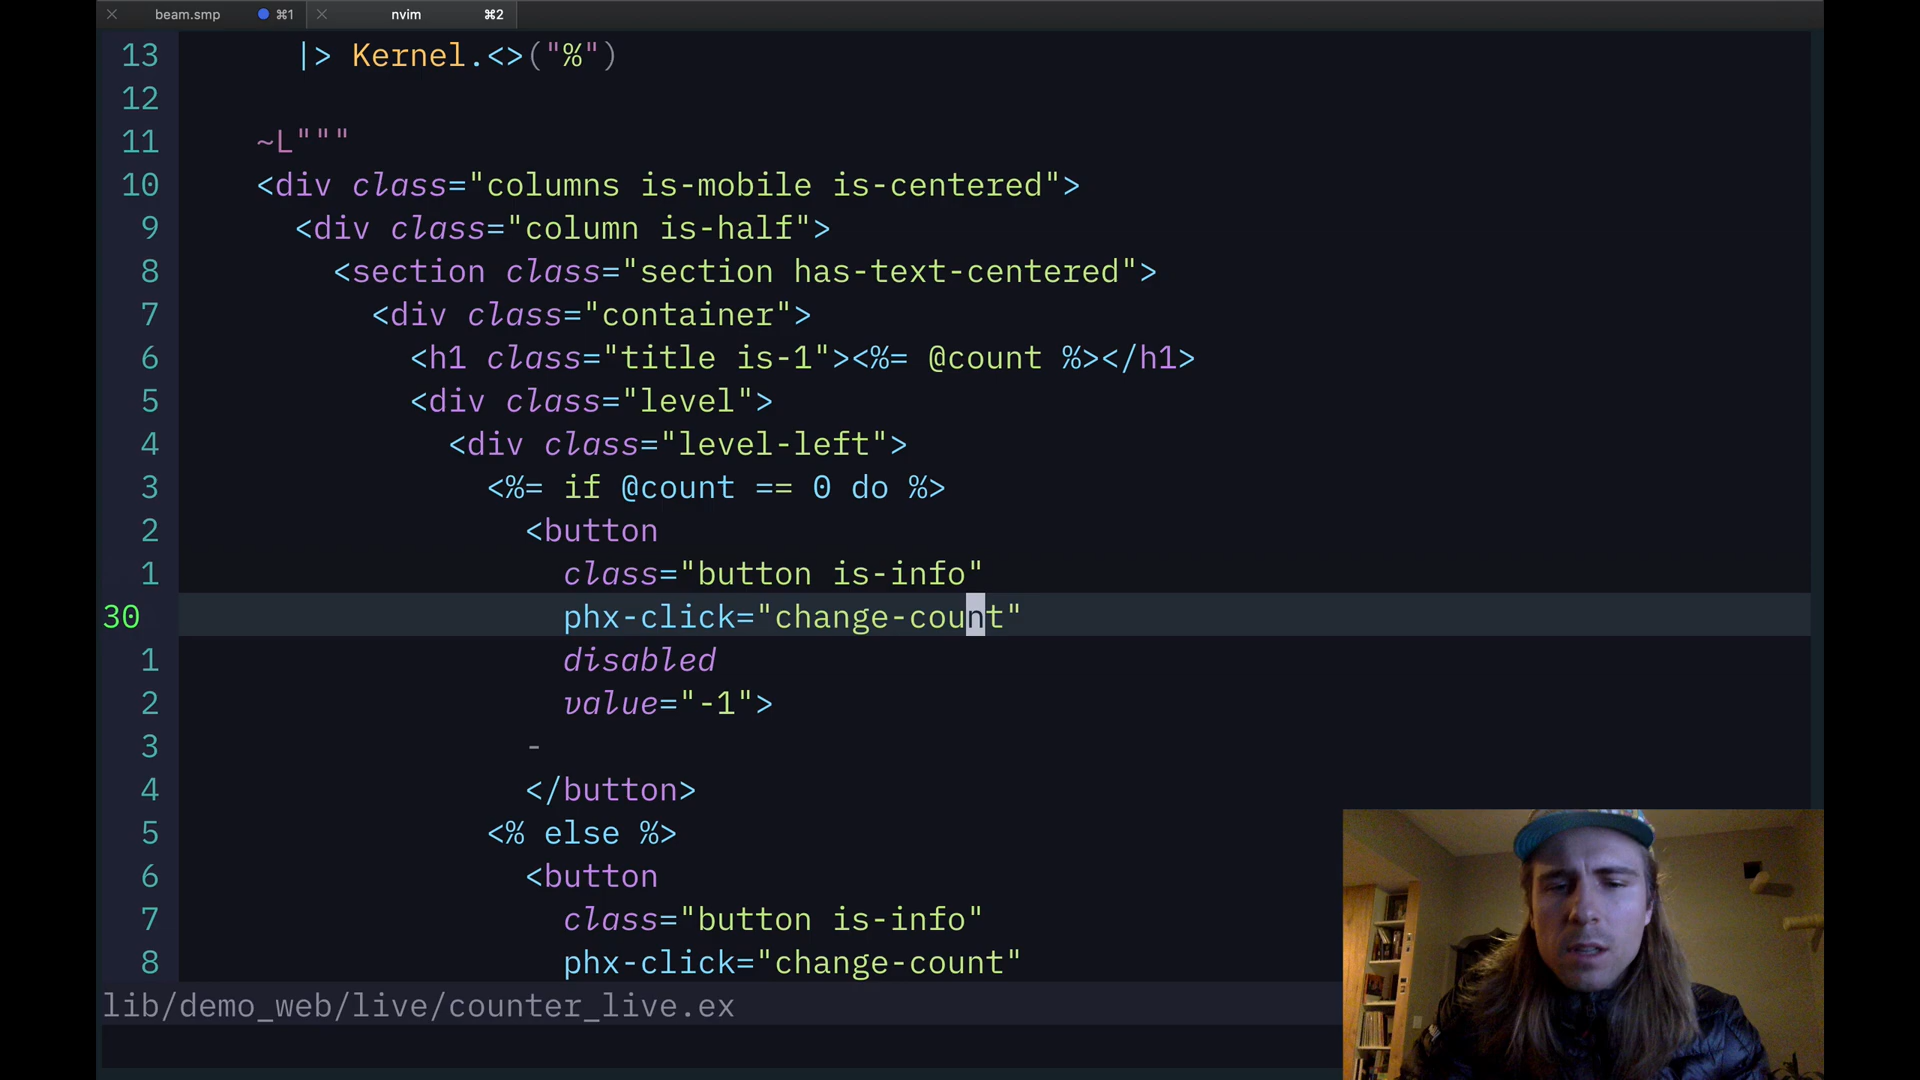 beam.smp ⌘1 nvim ⌘2
13 |> Kernel.<>("%")
12
11 ~L"""
10 <div class="columns is-mobile is-centered">
9 <div class="column is-half">
8 <section class="section has-text-centered">
7 <div class="container">
6 <h1 class="title is-1"><%= @count %></h1>
5 <div class="level">
4 <div class="level-left">
3 <%= if @count == 0 do %>
2 <button
1 class="button is-info"
30 phx-click="change-count"
1 disabled
2 value="-1">
3 -
4 </button>
5 <% else %>
6 <button
7 class="button is-info"
8 phx-click="change-count"
lib/demo_web/live/counter_live.ex